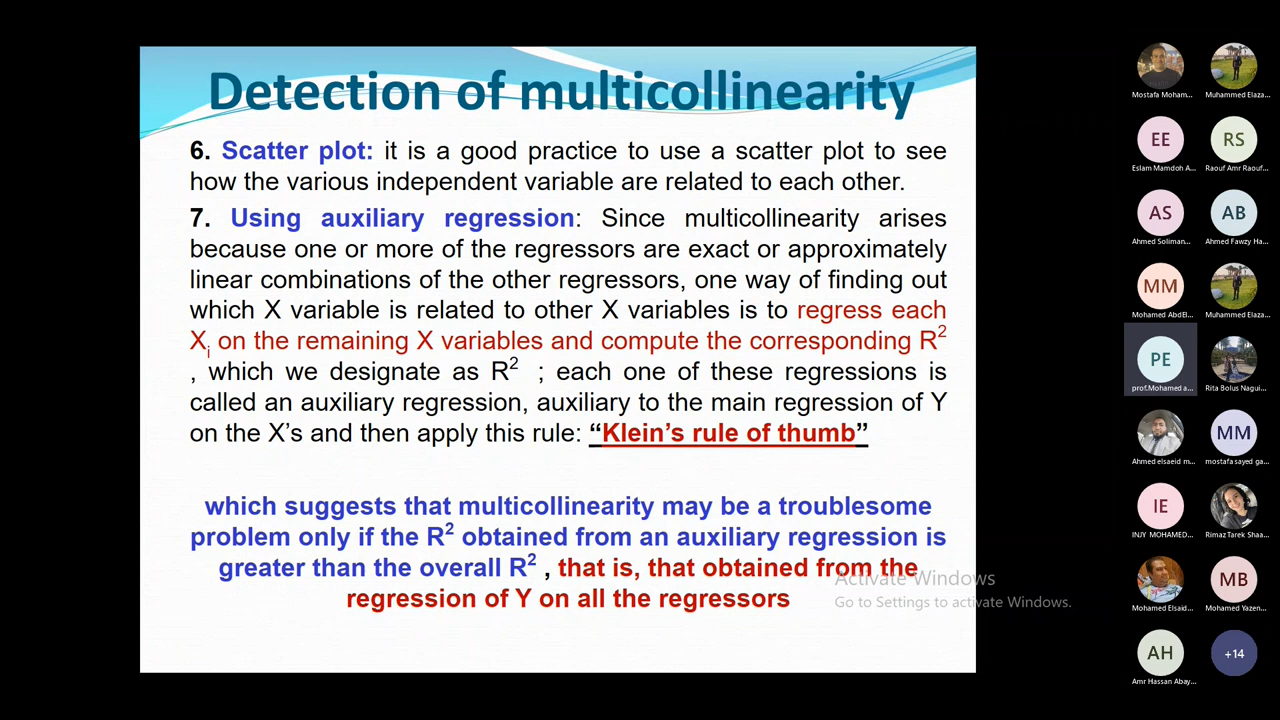 Detection of multicollinearity
6. Scatter plot: it is a good practice to use a scatter plot to see
how the various independent variable are related to each other.
7. Using auxiliary regression: Since multicollinearity arises
because one or more of the regressors are exact or approximately
linear combinations of the other regressors, one way of finding out
which X variable is related to other X variables is to regress each
Xi on the remaining X variables and compute the corresponding R2
, which we designate as R2 ; each one of these regressions is
called an auxiliary regression, auxiliary to the main regression of Y
on the X’s and then apply this rule: “Klein’s rule of thumb”
which suggests that multicollinearity may be a troublesome
problem only if the R2 obtained from an auxiliary regression is
greater than the overall R2 , that is, that obtained from the
regression of Y on all the regressors
Activate Windows
Go to Settings to activate Windows.
Mostafa Moham...
Muhammed Elaza...
EE
RS
Eslam Mamdoh A...
Raouf Amr Raouf...
AS
AB
Ahmed Soliman...
Ahmed Fawzy Ha...
MM
Mohamed AbdEl...
Muhammed Elaza...
PE
prof.Mohamed a...
Rita Bolus Nagui...
MM
Ahmed elsaeid m...
mostafa sayed ga...
IE
INJY MOHAMED...
Rimaz Tarek Shaa...
MB
Mohamed Elsaid...
Mohamed Yazen...
AH
+14
Amr Hassan Abay...